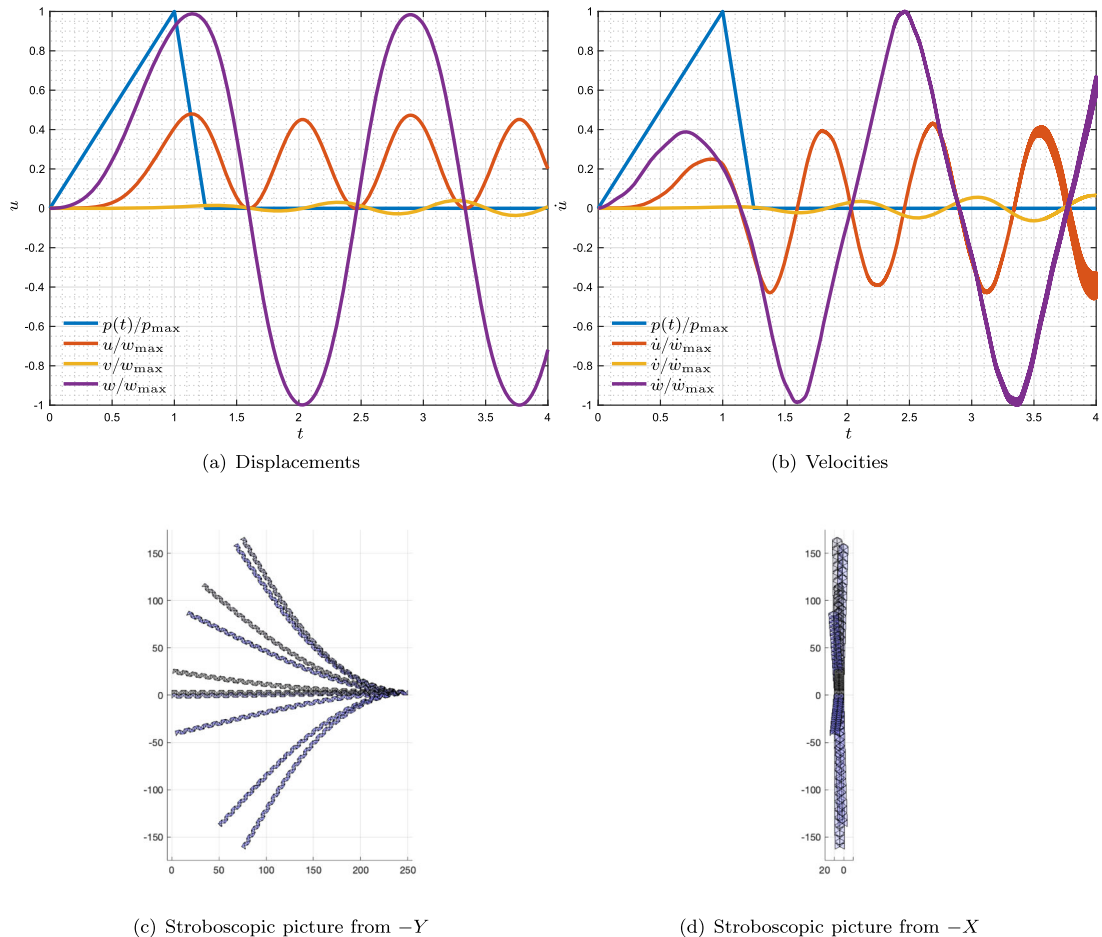 1
0.8
0.6
0.4
0.2
0
-0.2
-0.4
-0.6
-0.8
-1
u
p(t)/p_max
u/w_max
v/w_max
w/w_max
0 0.5 1 1.5 2 2.5 3 3.5 4
t
(a) Displacements
1
0.8
0.6
0.4
0.2
0
-0.2
-0.4
-0.6
-0.8
-1
u̇
p(t)/p_max
u̇/ẇ_max
v̇/ẇ_max
ẇ/ẇ_max
0 0.5 1 1.5 2 2.5 3 3.5 4
t
(b) Velocities
150
100
50
0
-50
-100
-150
0 50 100 150 200 250
(c) Stroboscopic picture from −Y
150
100
50
0
-50
-100
-150
20 0
(d) Stroboscopic picture from −X